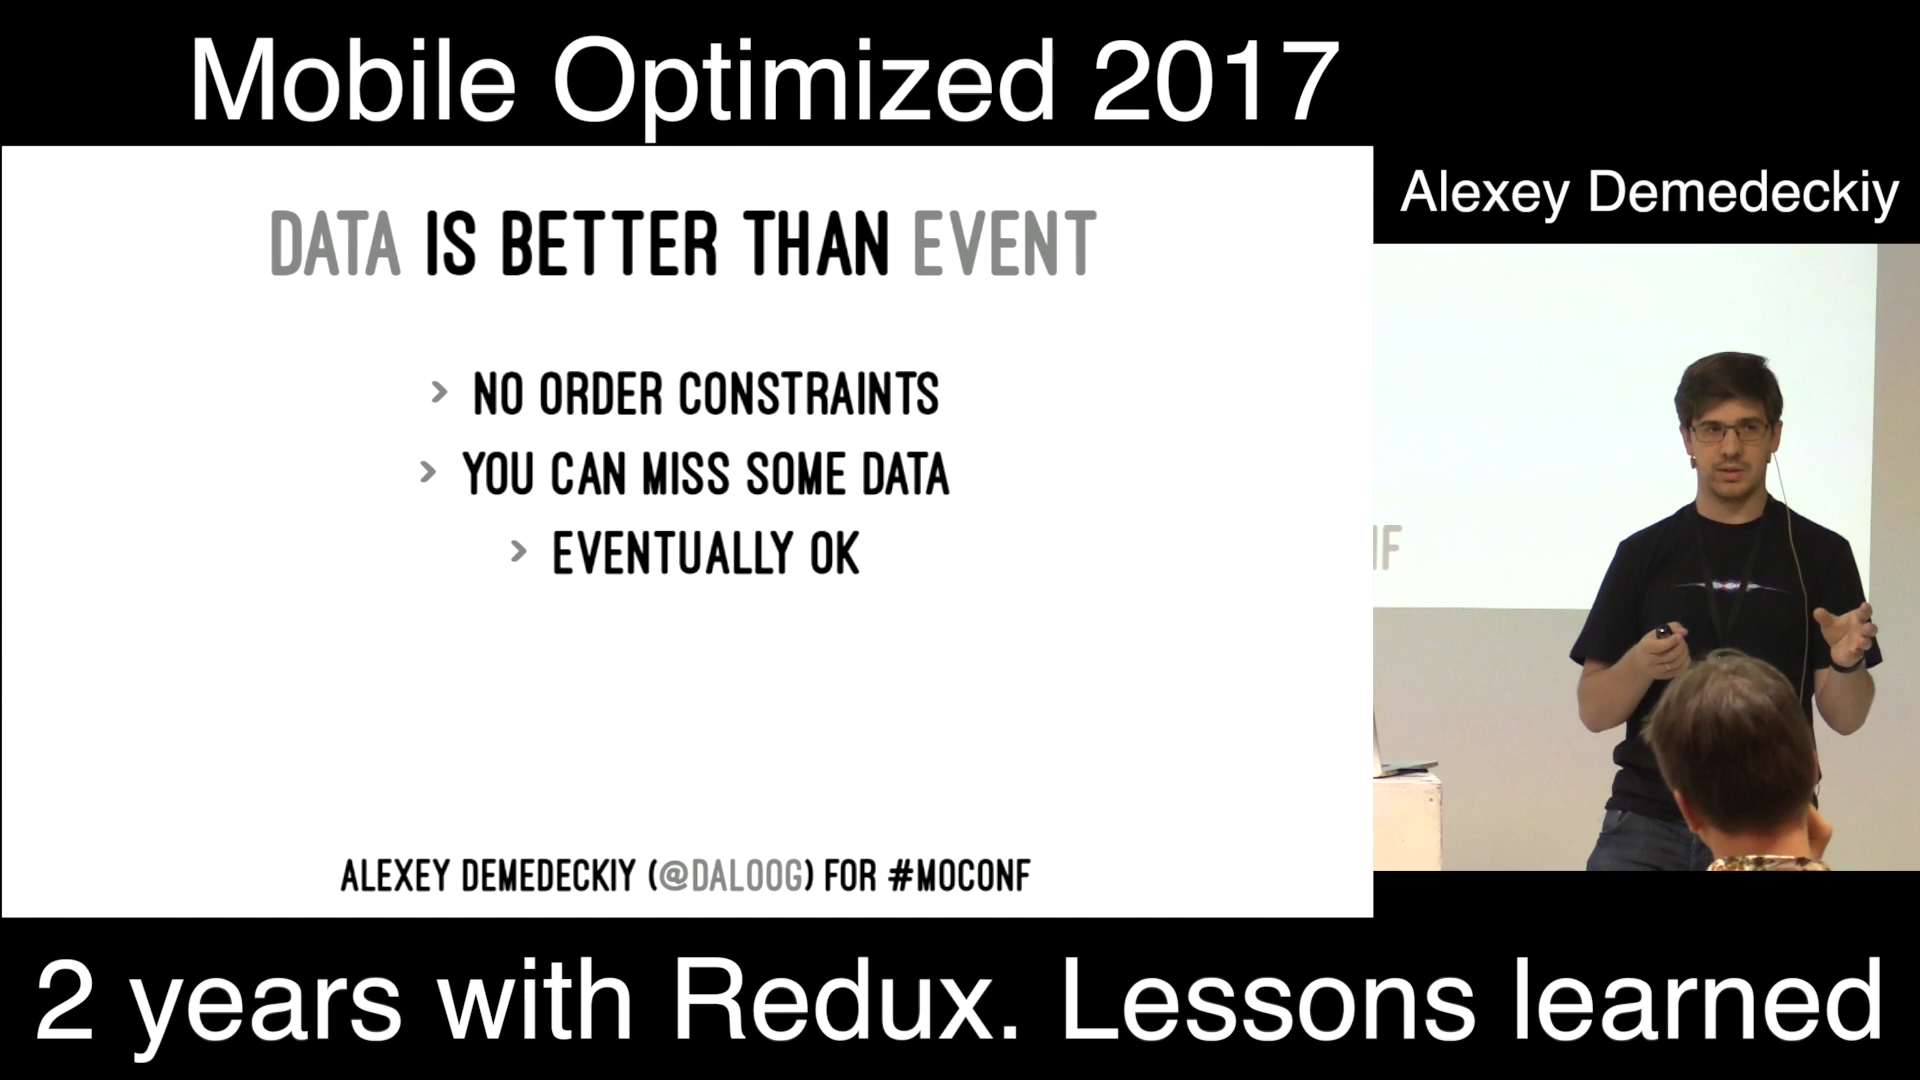 Mobile Optimized 2017
Alexey Demedeckiy
DATA IS BETTER THAN EVENT
> NO ORDER CONSTRAINTS
> YOU CAN MISS SOME DATA
> EVENTUALLY OK
ALEXEY DEMEDECKIY (@DALOOG) FOR #MOCONF
2 years with Redux. Lessons learned